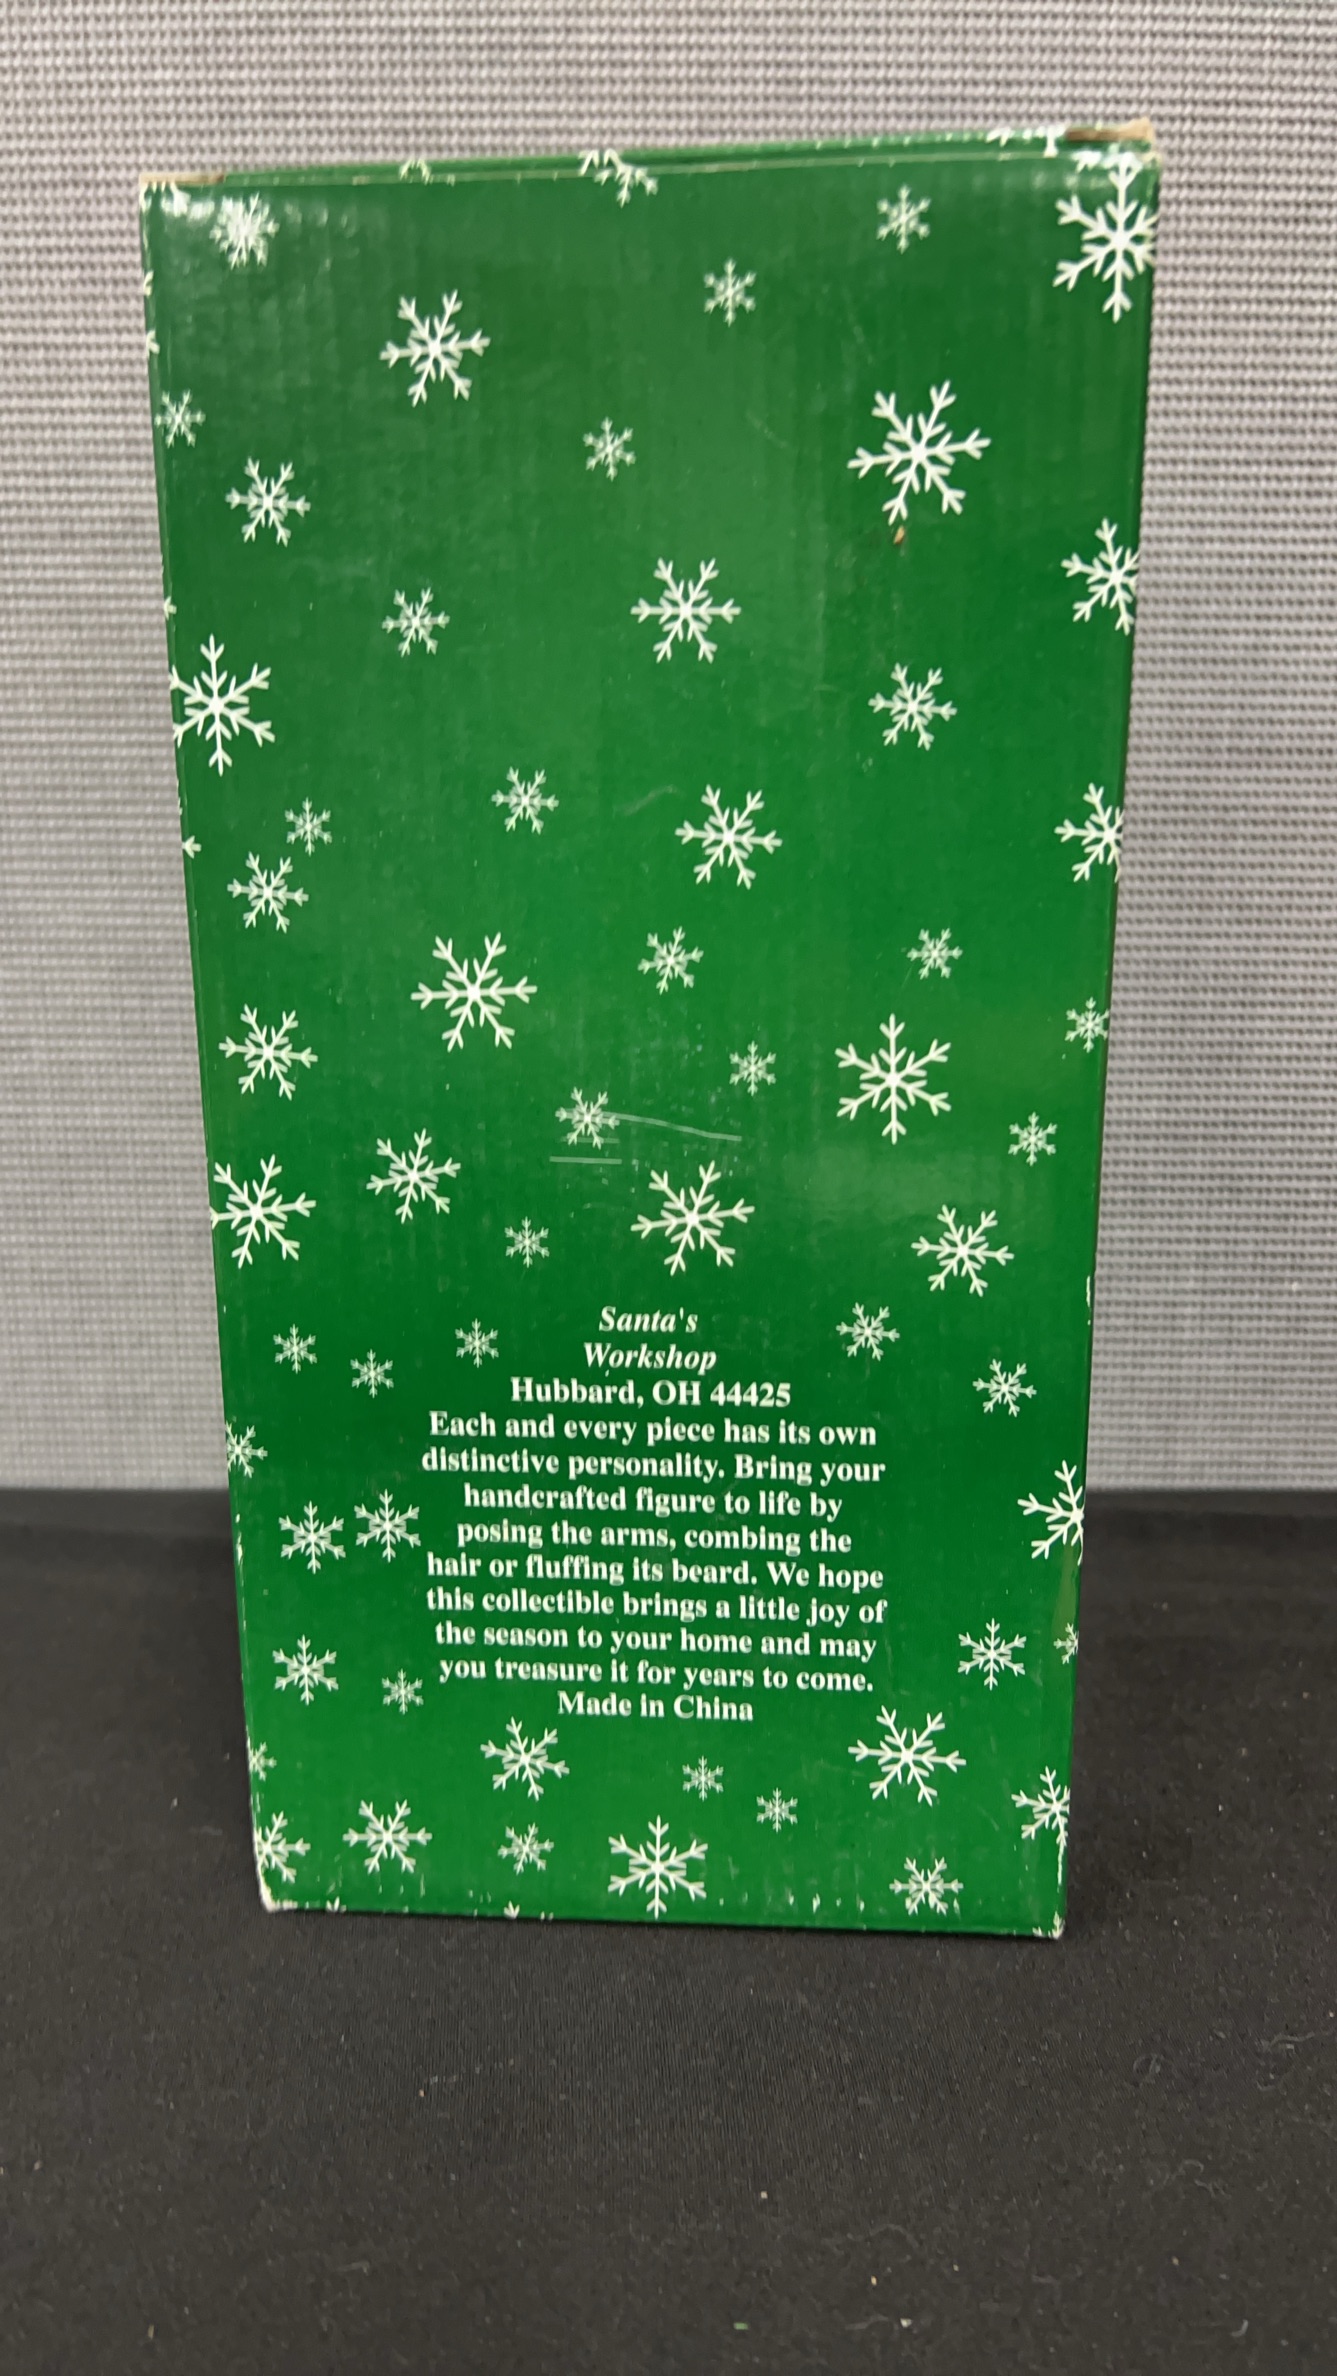 Santa's
Workshop
Hubbard, OH 44425
Each and every piece has its own
distinctive personality. Bring your
handcrafted figure to life by
posing the arms, combing the
hair or fluffing its beard. We hope
this collectible brings a little joy of
the season to your home and may
you treasure it for years to come.
Made in China